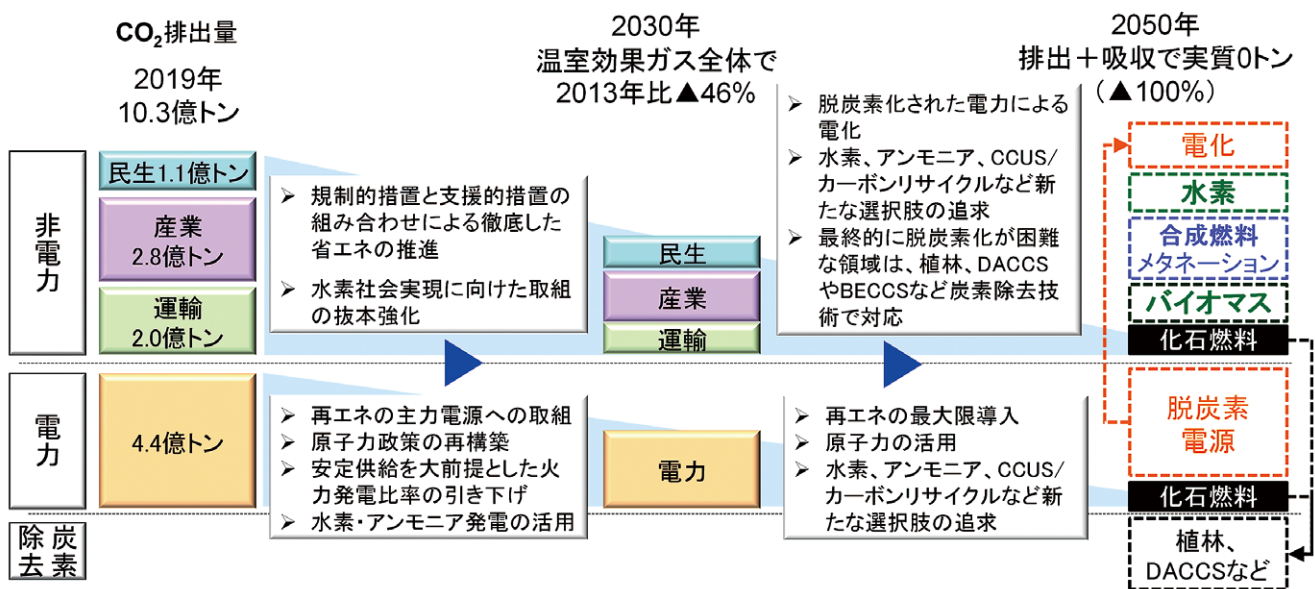 CO₂排出量
2019年
10.3億トン
2030年
温室効果ガス全体で
2013年比▲46%
2050年
排出＋吸収で実質0トン
（▲100%）
非電力
民生1.1億トン
産業
2.8億トン
運輸
2.0億トン
➢ 規制的措置と支援的措置の
組み合わせによる徹底した
省エネの推進
➢ 水素社会実現に向けた取組
の抜本強化
民生
産業
運輸
➢ 脱炭素化された電力による
電化
➢ 水素、アンモニア、CCUS/
カーボンリサイクルなど新
たな選択肢の追求
➢ 最終的に脱炭素化が困難
な領域は、植林、DACCS
やBECCSなど炭素除去技
術で対応
電化
水素
合成燃料
メタネーション
バイオマス
化石燃料
電力
4.4億トン
➢ 再エネの主力電源への取組
➢ 原子力政策の再構築
➢ 安定供給を大前提とした火
力発電比率の引き下げ
➢ 水素・アンモニア発電の活用
電力
➢ 再エネの最大限導入
➢ 原子力の活用
➢ 水素、アンモニア、CCUS/
カーボンリサイクルなど新
たな選択肢の追求
脱炭素
電源
化石燃料
炭素除去
植林、
DACCSなど